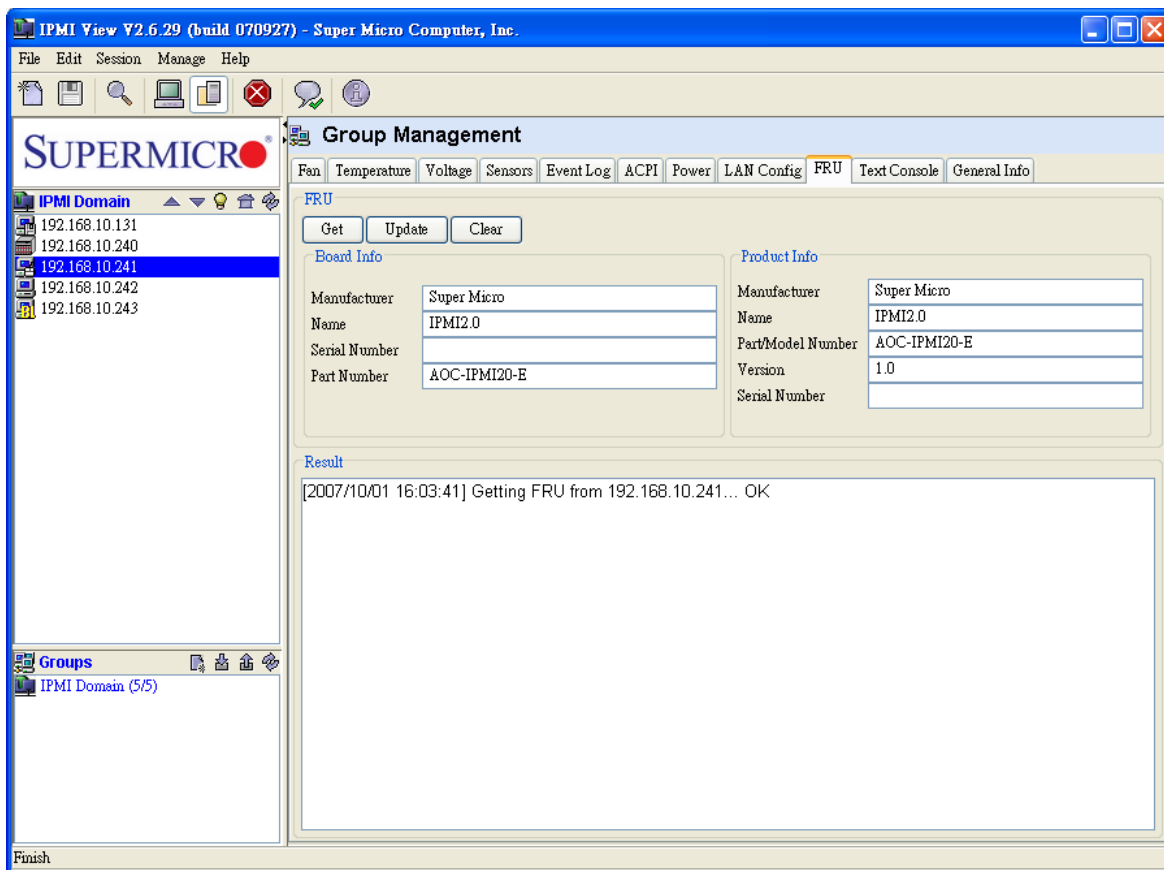 IPMI View V2.6.29 (build 070927) - Super Micro Computer, Inc.
File Edit Session Manage Help
SUPERMICRO®
IPMI Domain
192.168.10.131
192.168.10.240
192.168.10.241
192.168.10.242
192.168.10.243
Groups
IPMI Domain (5/5)
Group Management
Fan Temperature Voltage Sensors Event Log ACPI Power LAN Config FRU Text Console General Info
FRU
Get Update Clear
Board Info
Manufacturer Super Micro
Name IPMI2.0
Serial Number
Part Number AOC-IPMI20-E
Product Info
Manufacturer Super Micro
Name IPMI2.0
Part/Model Number AOC-IPMI20-E
Version 1.0
Serial Number
Result
[2007/10/01 16:03:41] Getting FRU from 192.168.10.241... OK
Finish